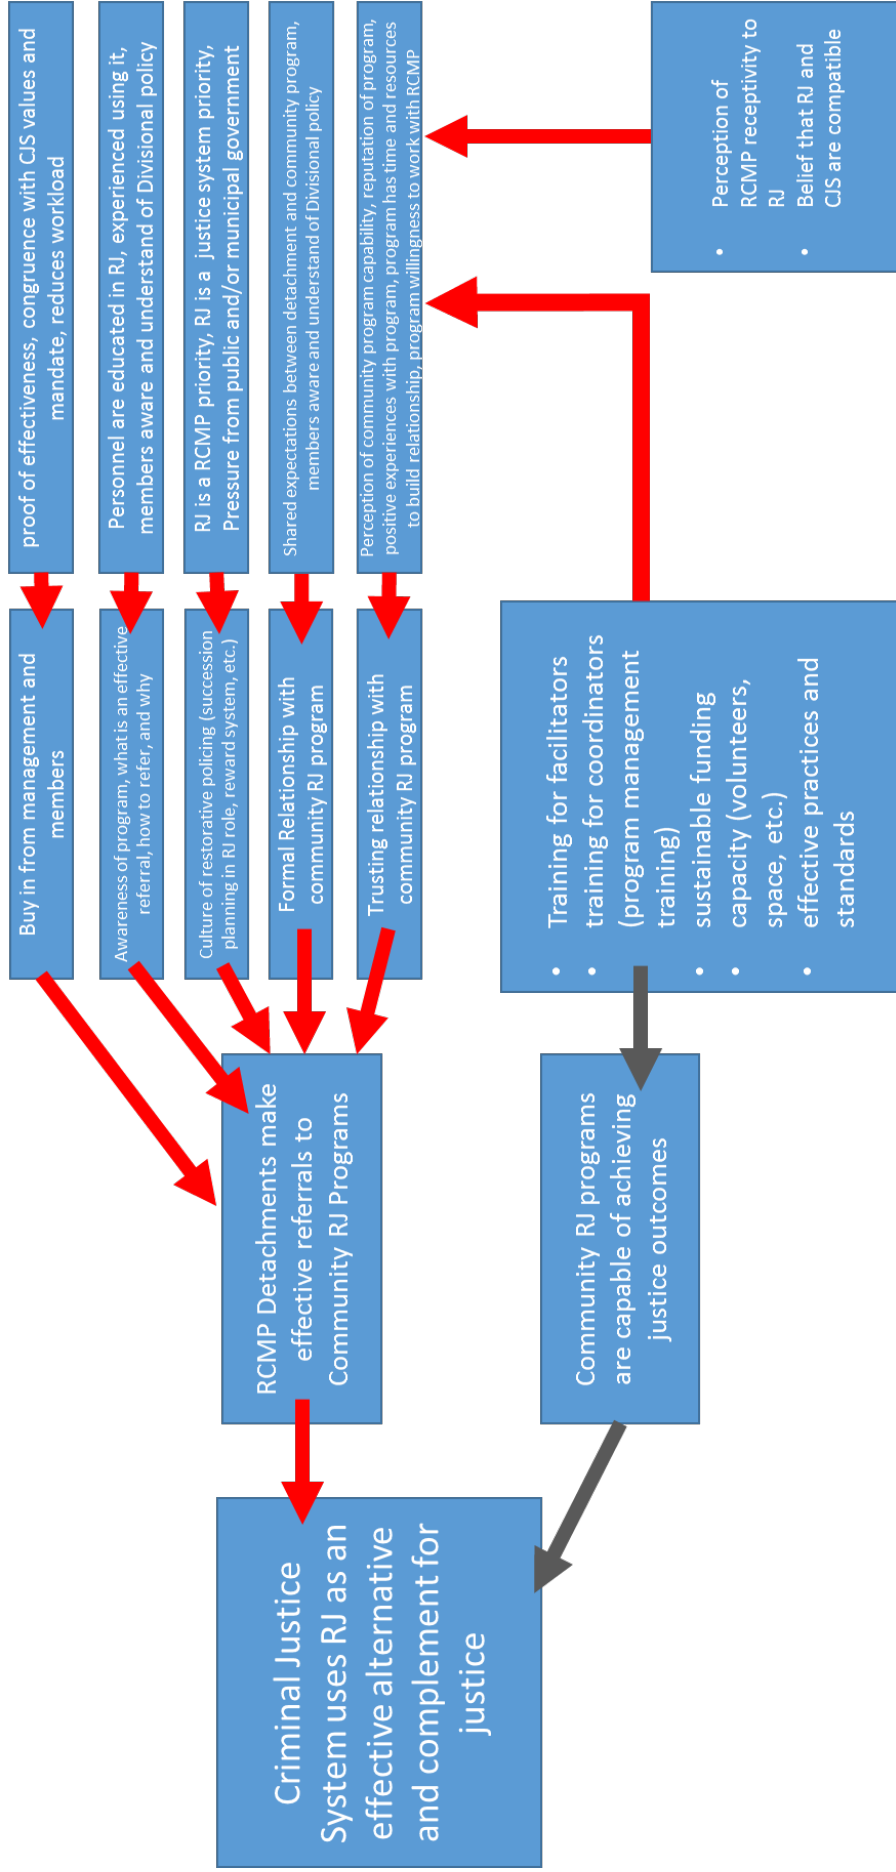 Criminal Justice
System uses RJ as an
effective alternative
and complement for
justice
RCMP Detachments make
effective referrals to
Community RJ Programs
Community RJ programs
are capable of achieving
justice outcomes
Buy in from management and
members
Awareness of program, what is an effective
referral, how to refer, and why
Culture of restorative policing (succession
planning in RJ role, reward system, etc.)
Formal Relationship with
community RJ program
Trusting relationship with
community RJ program
• Training for facilitators
• training for coordinators
(program management
training)
• sustainable funding
• capacity (volunteers,
space, etc.)
• effective practices and
standards
proof of effectiveness, congruence with CJS values and
mandate, reduces workload
Personnel are educated in RJ, experienced using it,
members aware and understand of Divisional policy
RJ is a RCMP priority, RJ is a justice system priority,
Pressure from public and/or municipal government
Shared expectations between detachment and community program,
members aware and understand of Divisional policy
Perception of community program capability, reputation of program,
positive experiences with program, program has time and resources
to build relationship, program willingness to work with RCMP
• Perception of
RCMP receptivity to
RJ
• Belief that RJ and
CJS are compatible